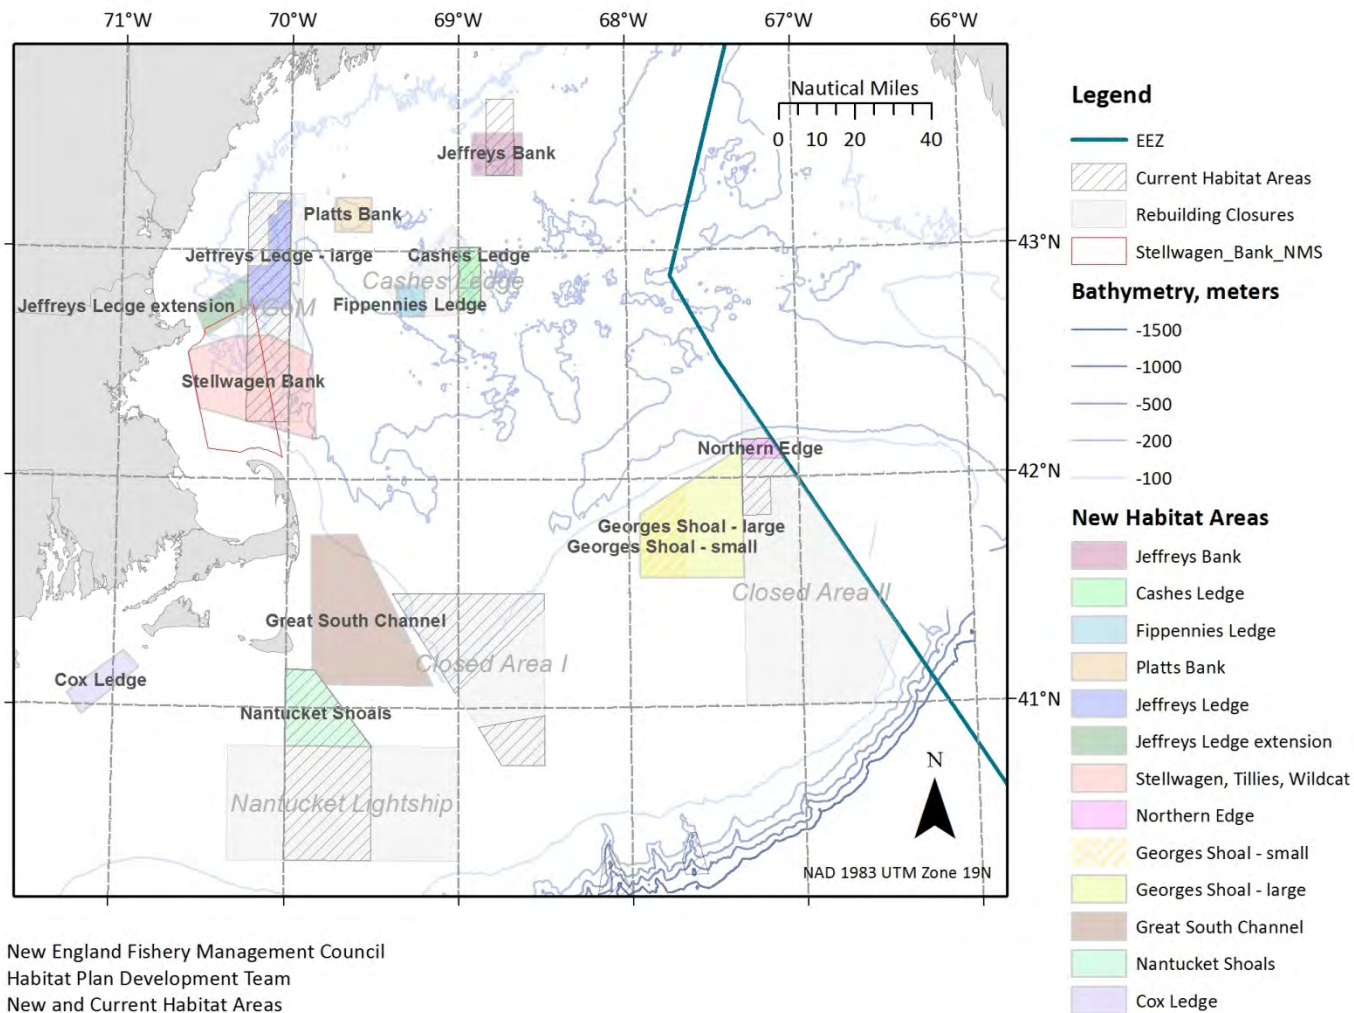 71°W 70°W 69°W 68°W 67°W 66°W
Nautical Miles
0 10 20 40
Jeffreys Bank
Platts Bank
43°N
Jeffreys Ledge - large
Cashes Ledge
Cashes Ledge
Jeffreys Ledge extension
WGoM
Fippennies Ledge
Stellwagen Bank
Northern Edge
42°N
Georges Shoal - large
Georges Shoal - small
Closed Area II
Great South Channel
Closed Area I
Cox Ledge
41°N
Nantucket Shoals
Nantucket Lightship
N
NAD 1983 UTM Zone 19N
Legend
EEZ
Current Habitat Areas
Rebuilding Closures
Stellwagen_Bank_NMS
Bathymetry, meters
-1500
-1000
-500
-200
-100
New Habitat Areas
Jeffreys Bank
Cashes Ledge
Fippennies Ledge
Platts Bank
Jeffreys Ledge
Jeffreys Ledge extension
Stellwagen, Tillies, Wildcat
Northern Edge
Georges Shoal - small
Georges Shoal - large
Great South Channel
Nantucket Shoals
Cox Ledge
New England Fishery Management Council
Habitat Plan Development Team
New and Current Habitat Areas